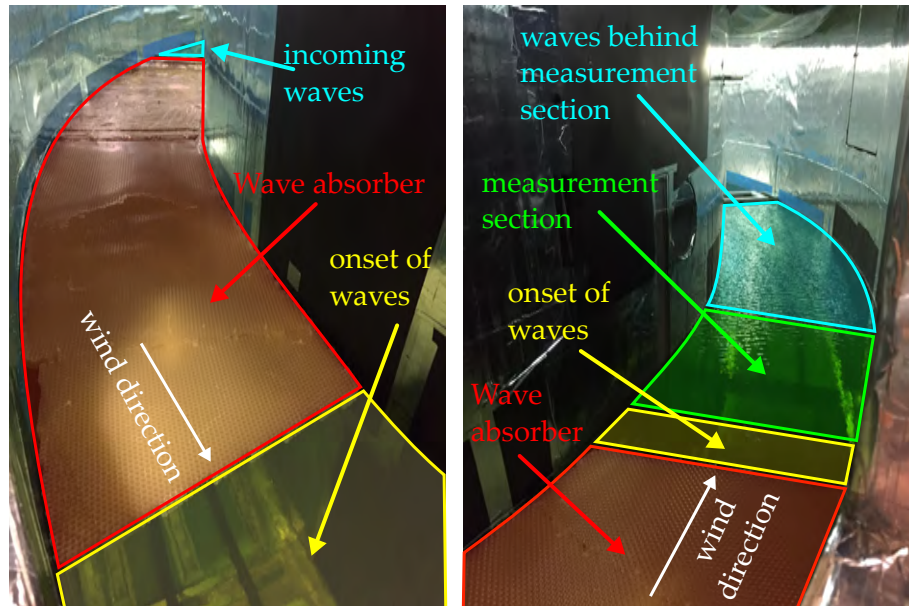 incoming
waves
Wave absorber
onset of
waves
wind direction
waves behind
measurement
section
measurement
section
onset of
waves
Wave
absorber
wind
direction